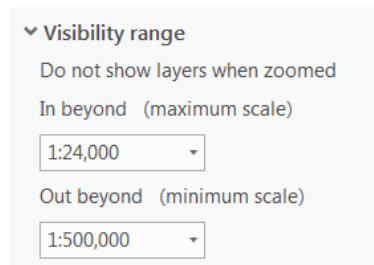 Visibility range
Do not show layers when zoomed
In beyond (maximum scale)
1:24,000
Out beyond (minimum scale)
1:500,000